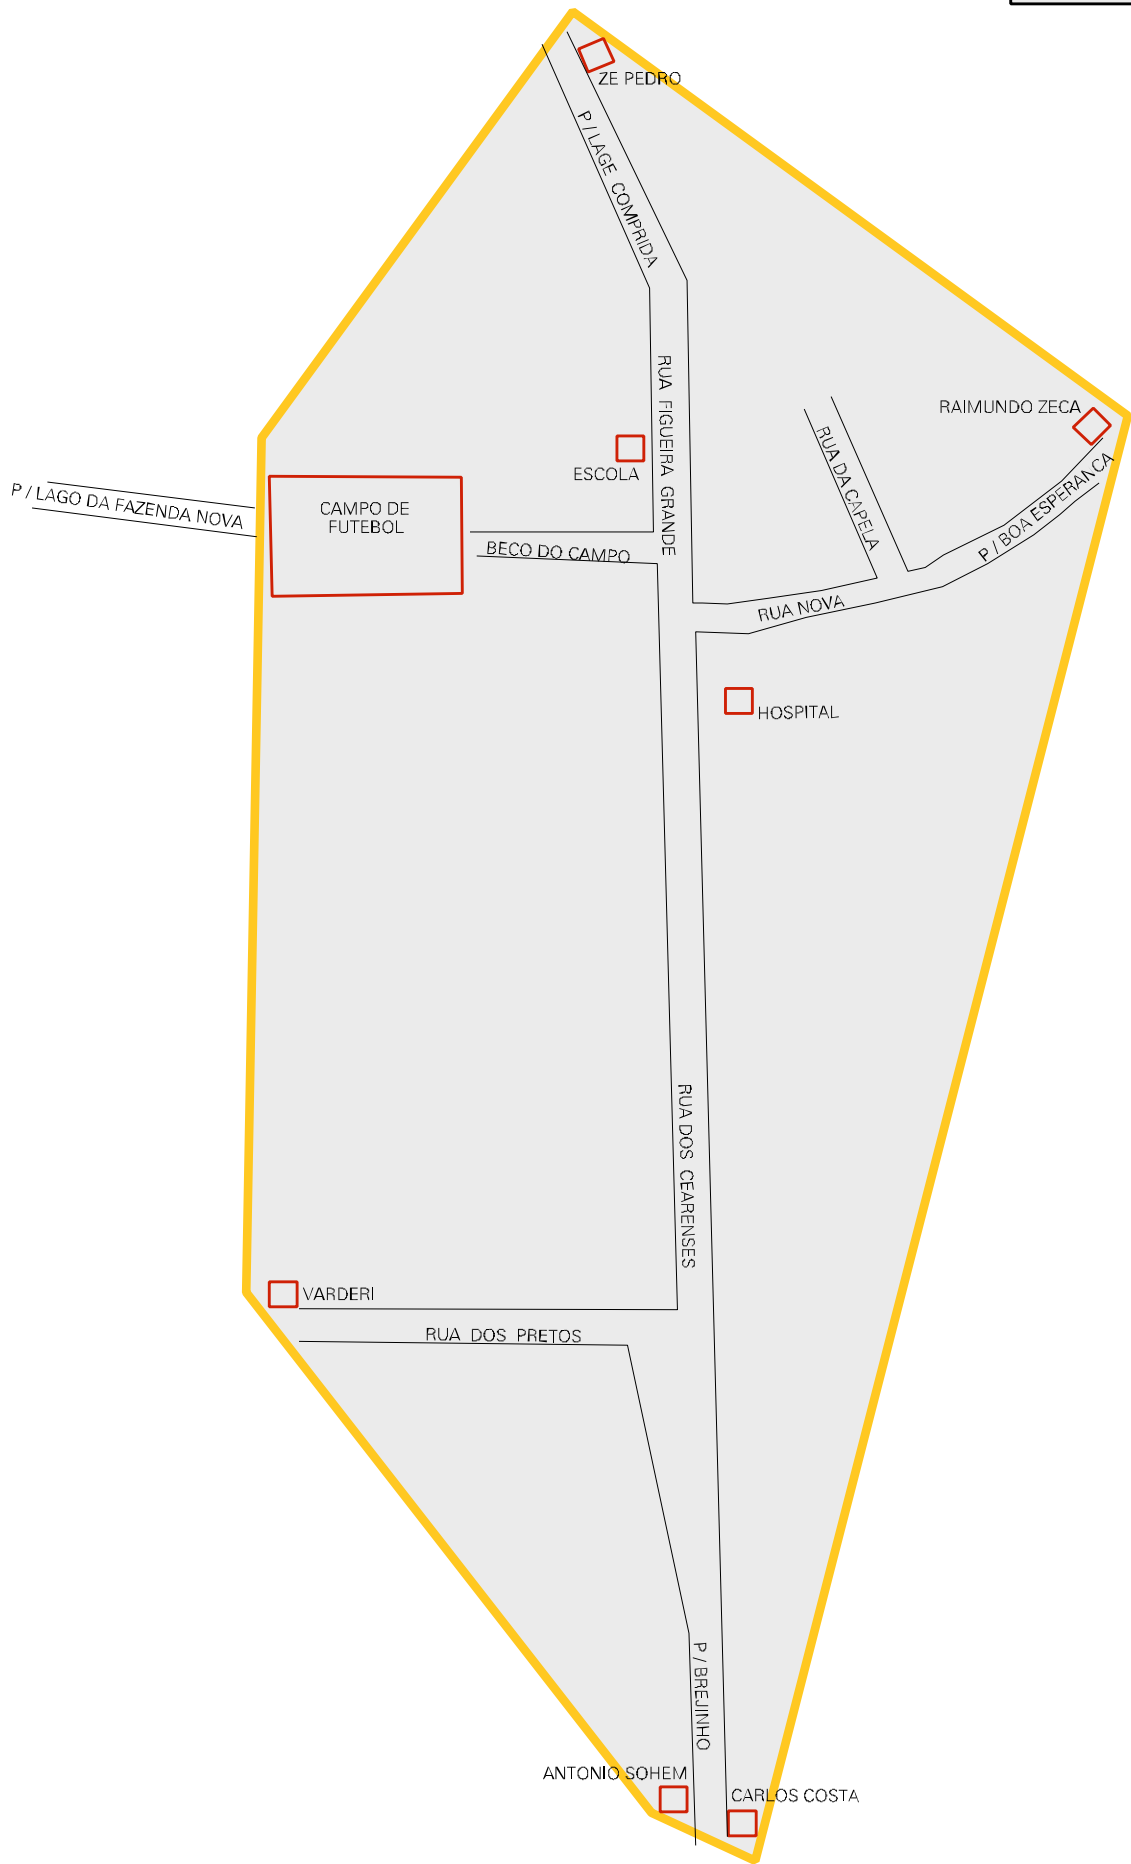 ZE PEDRO
P / LAGE COMPRIDA
RUA FIGUEIRA GRANDE
RAIMUNDO ZECA
RUA DA CAPELA
ESCOLA
P / BOA ESPERANCA
P / LAGO DA FAZENDA NOVA
CAMPO DE
FUTEBOL
BECO DO CAMPO
RUA NOVA
HOSPITAL
RUA DOS CEARENSES
VARDERI
RUA DOS PRETOS
P / BREJINHO
ANTONIO SOHEM
CARLOS COSTA